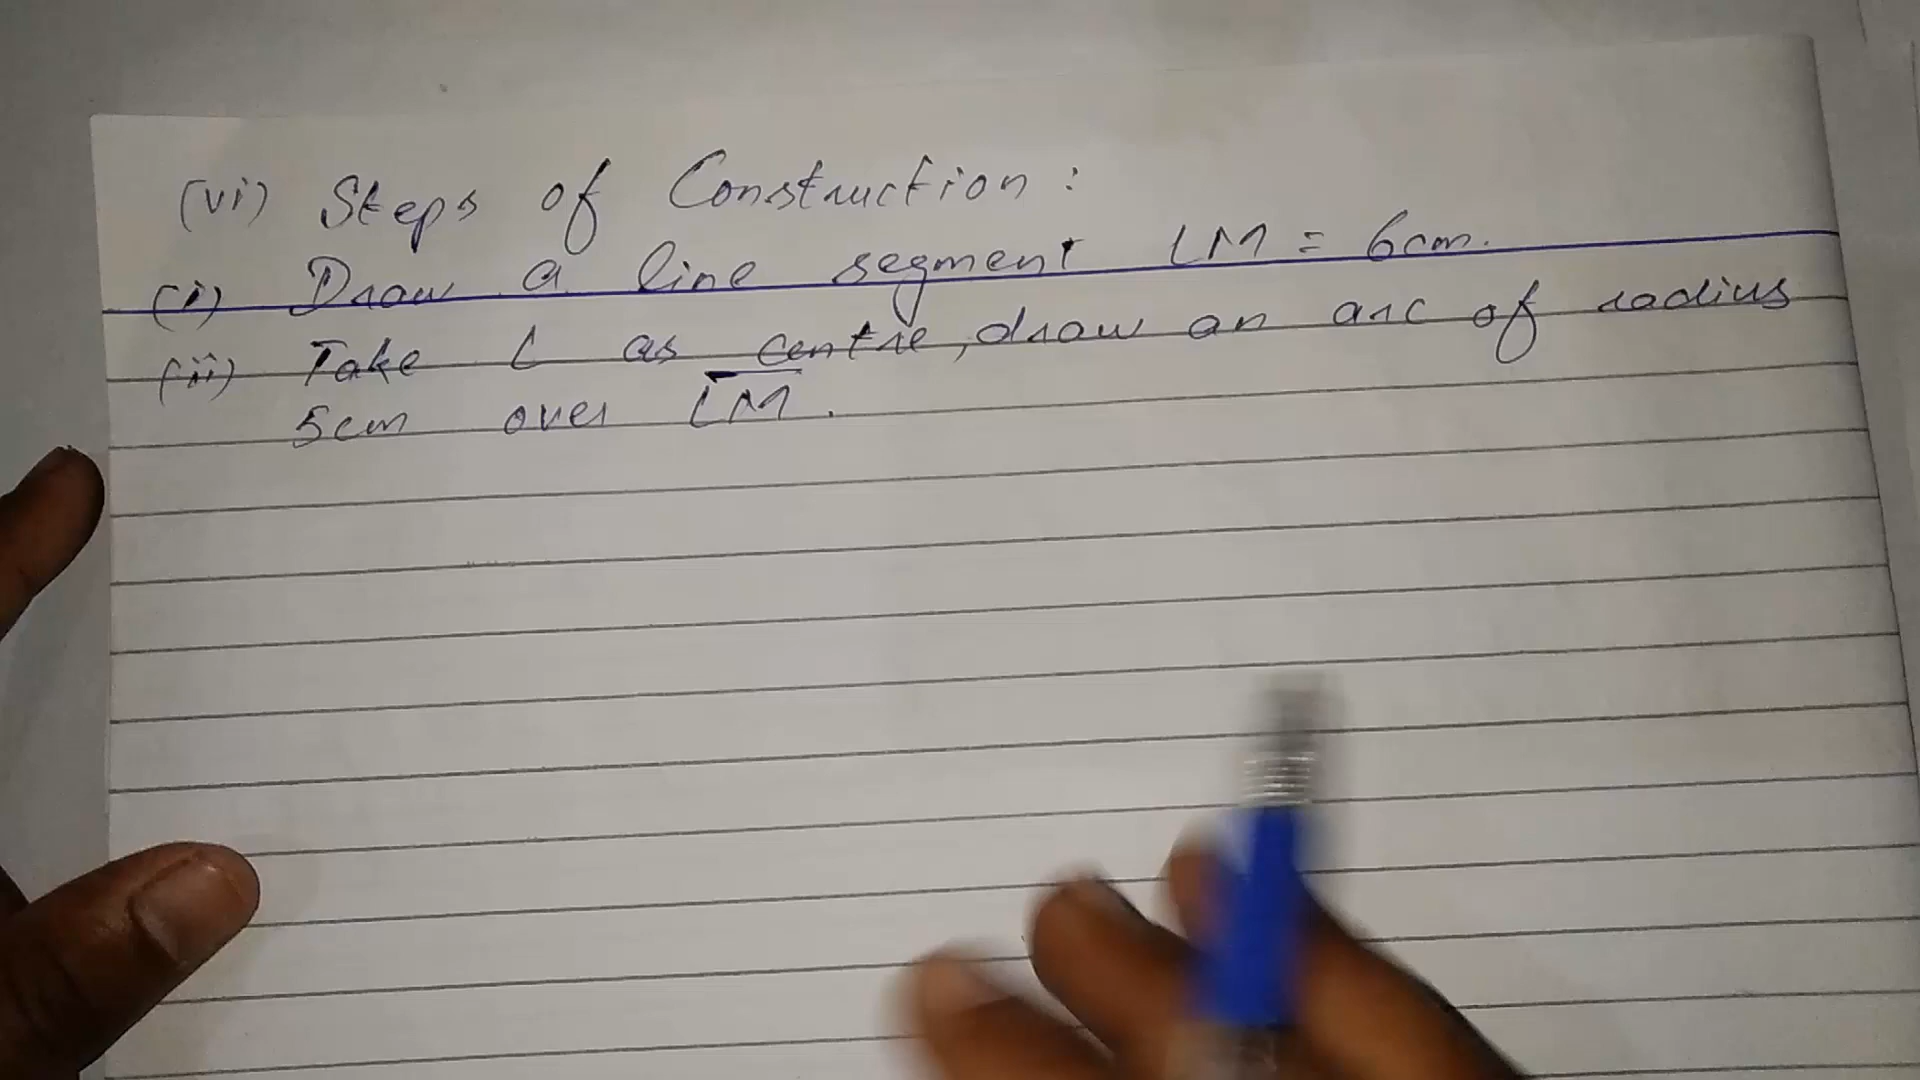 (vi) Steps of Construction :
(i) Draw a line segment LM = 6cm.
(ii) Take L as centre, draw an arc of radius
5cm over LM.